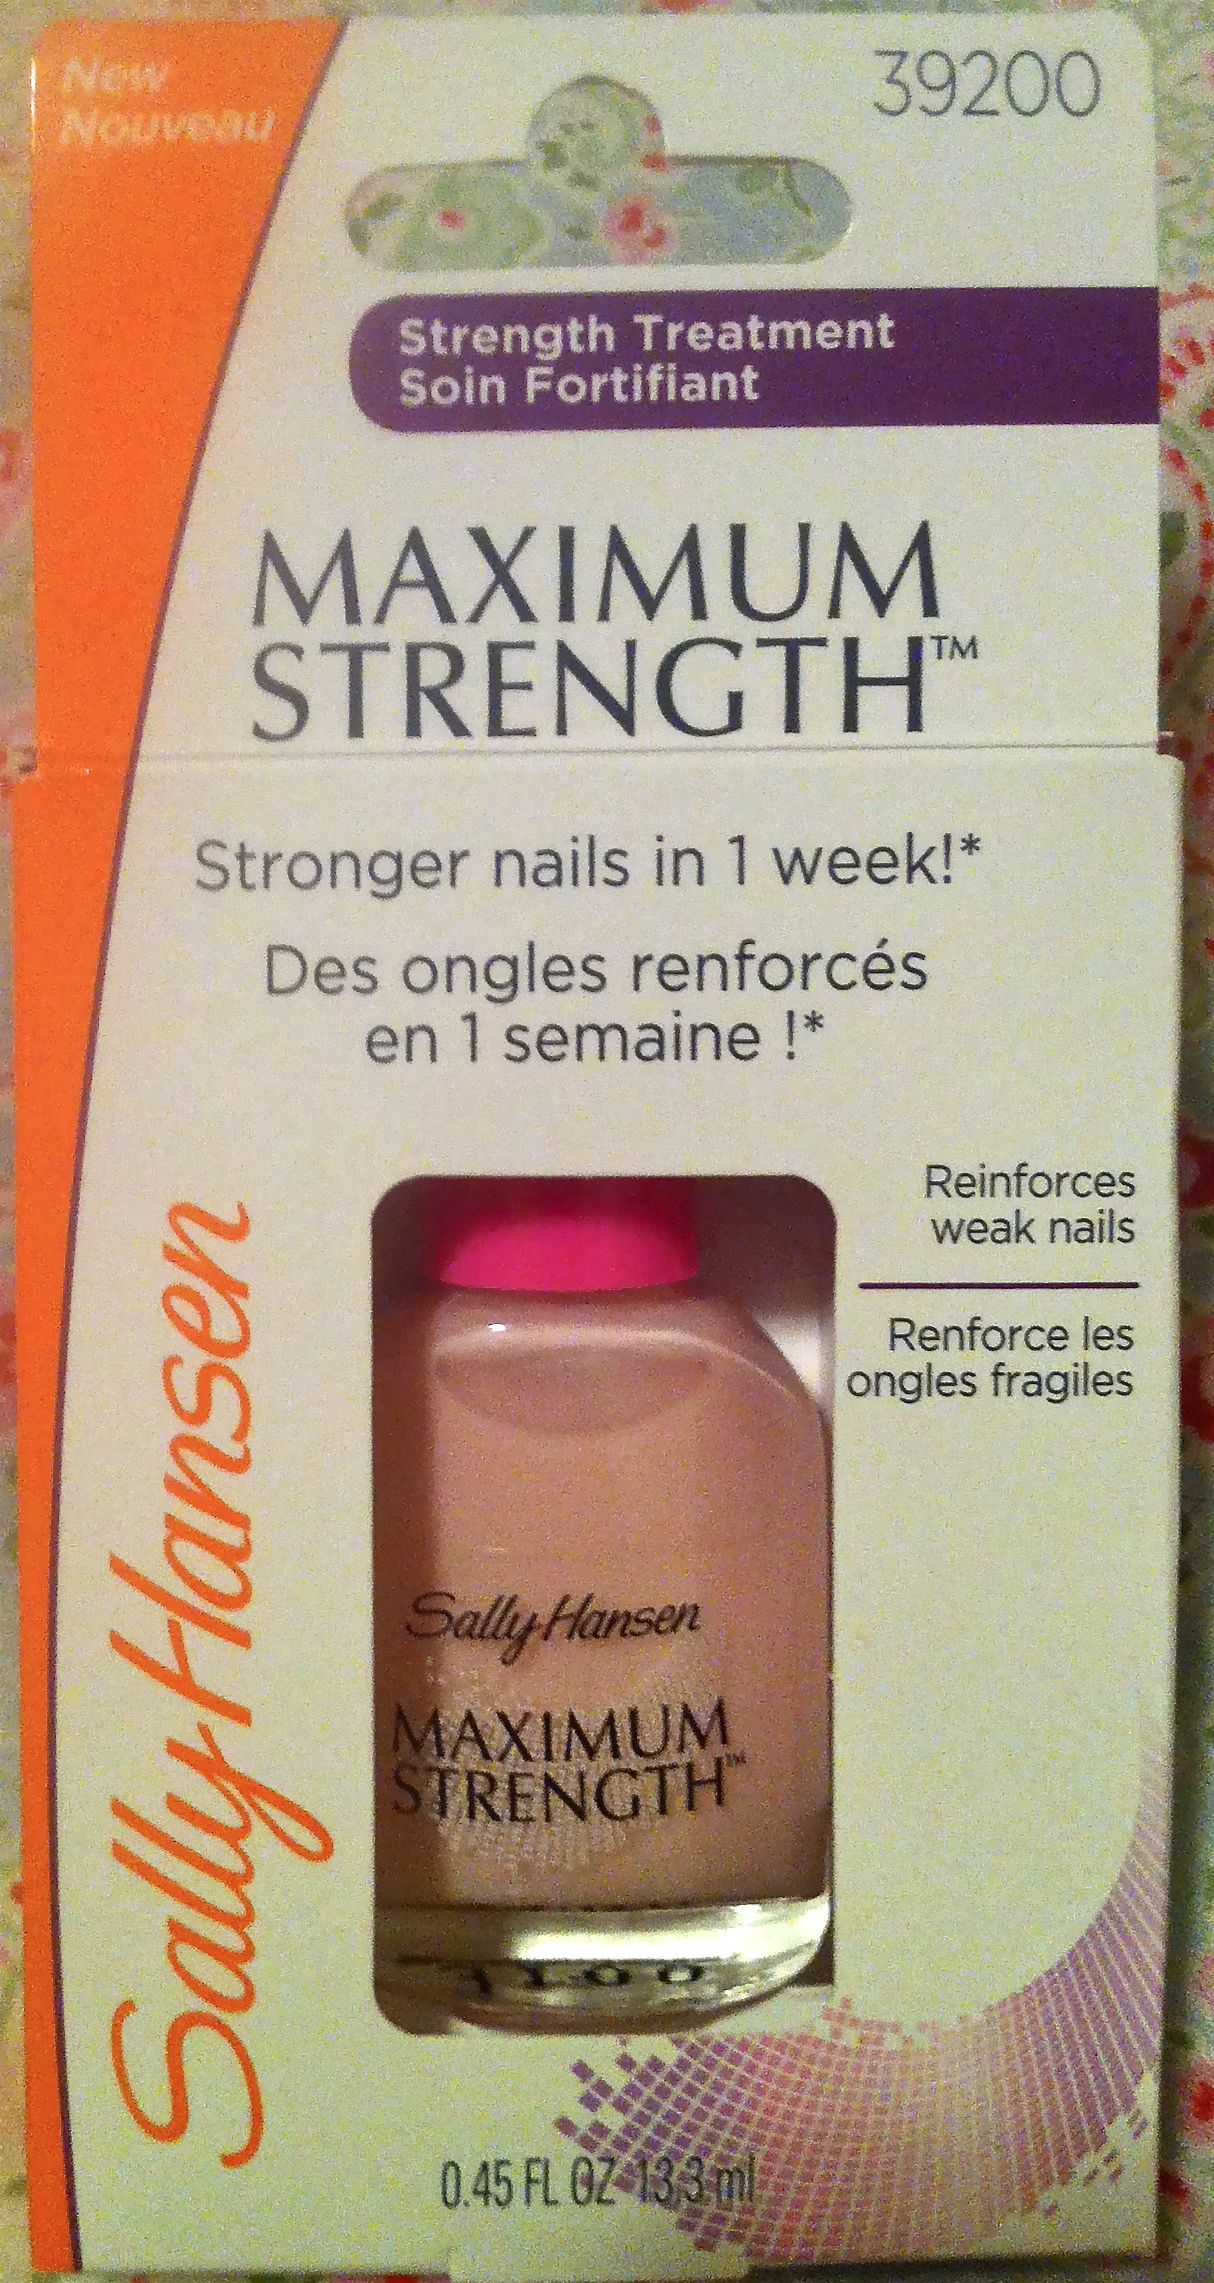 New
Nouveau
39200
Strength Treatment
Soin Fortifiant
MAXIMUM
STRENGTH™
Stronger nails in 1 week!*
Des ongles renforcés
en 1 semaine !*
Reinforces
weak nails
Renforce les
ongles fragiles
Sally Hansen
Sally Hansen
MAXIMUM
STRENGTH™
0.45 FL OZ 13,3 ml